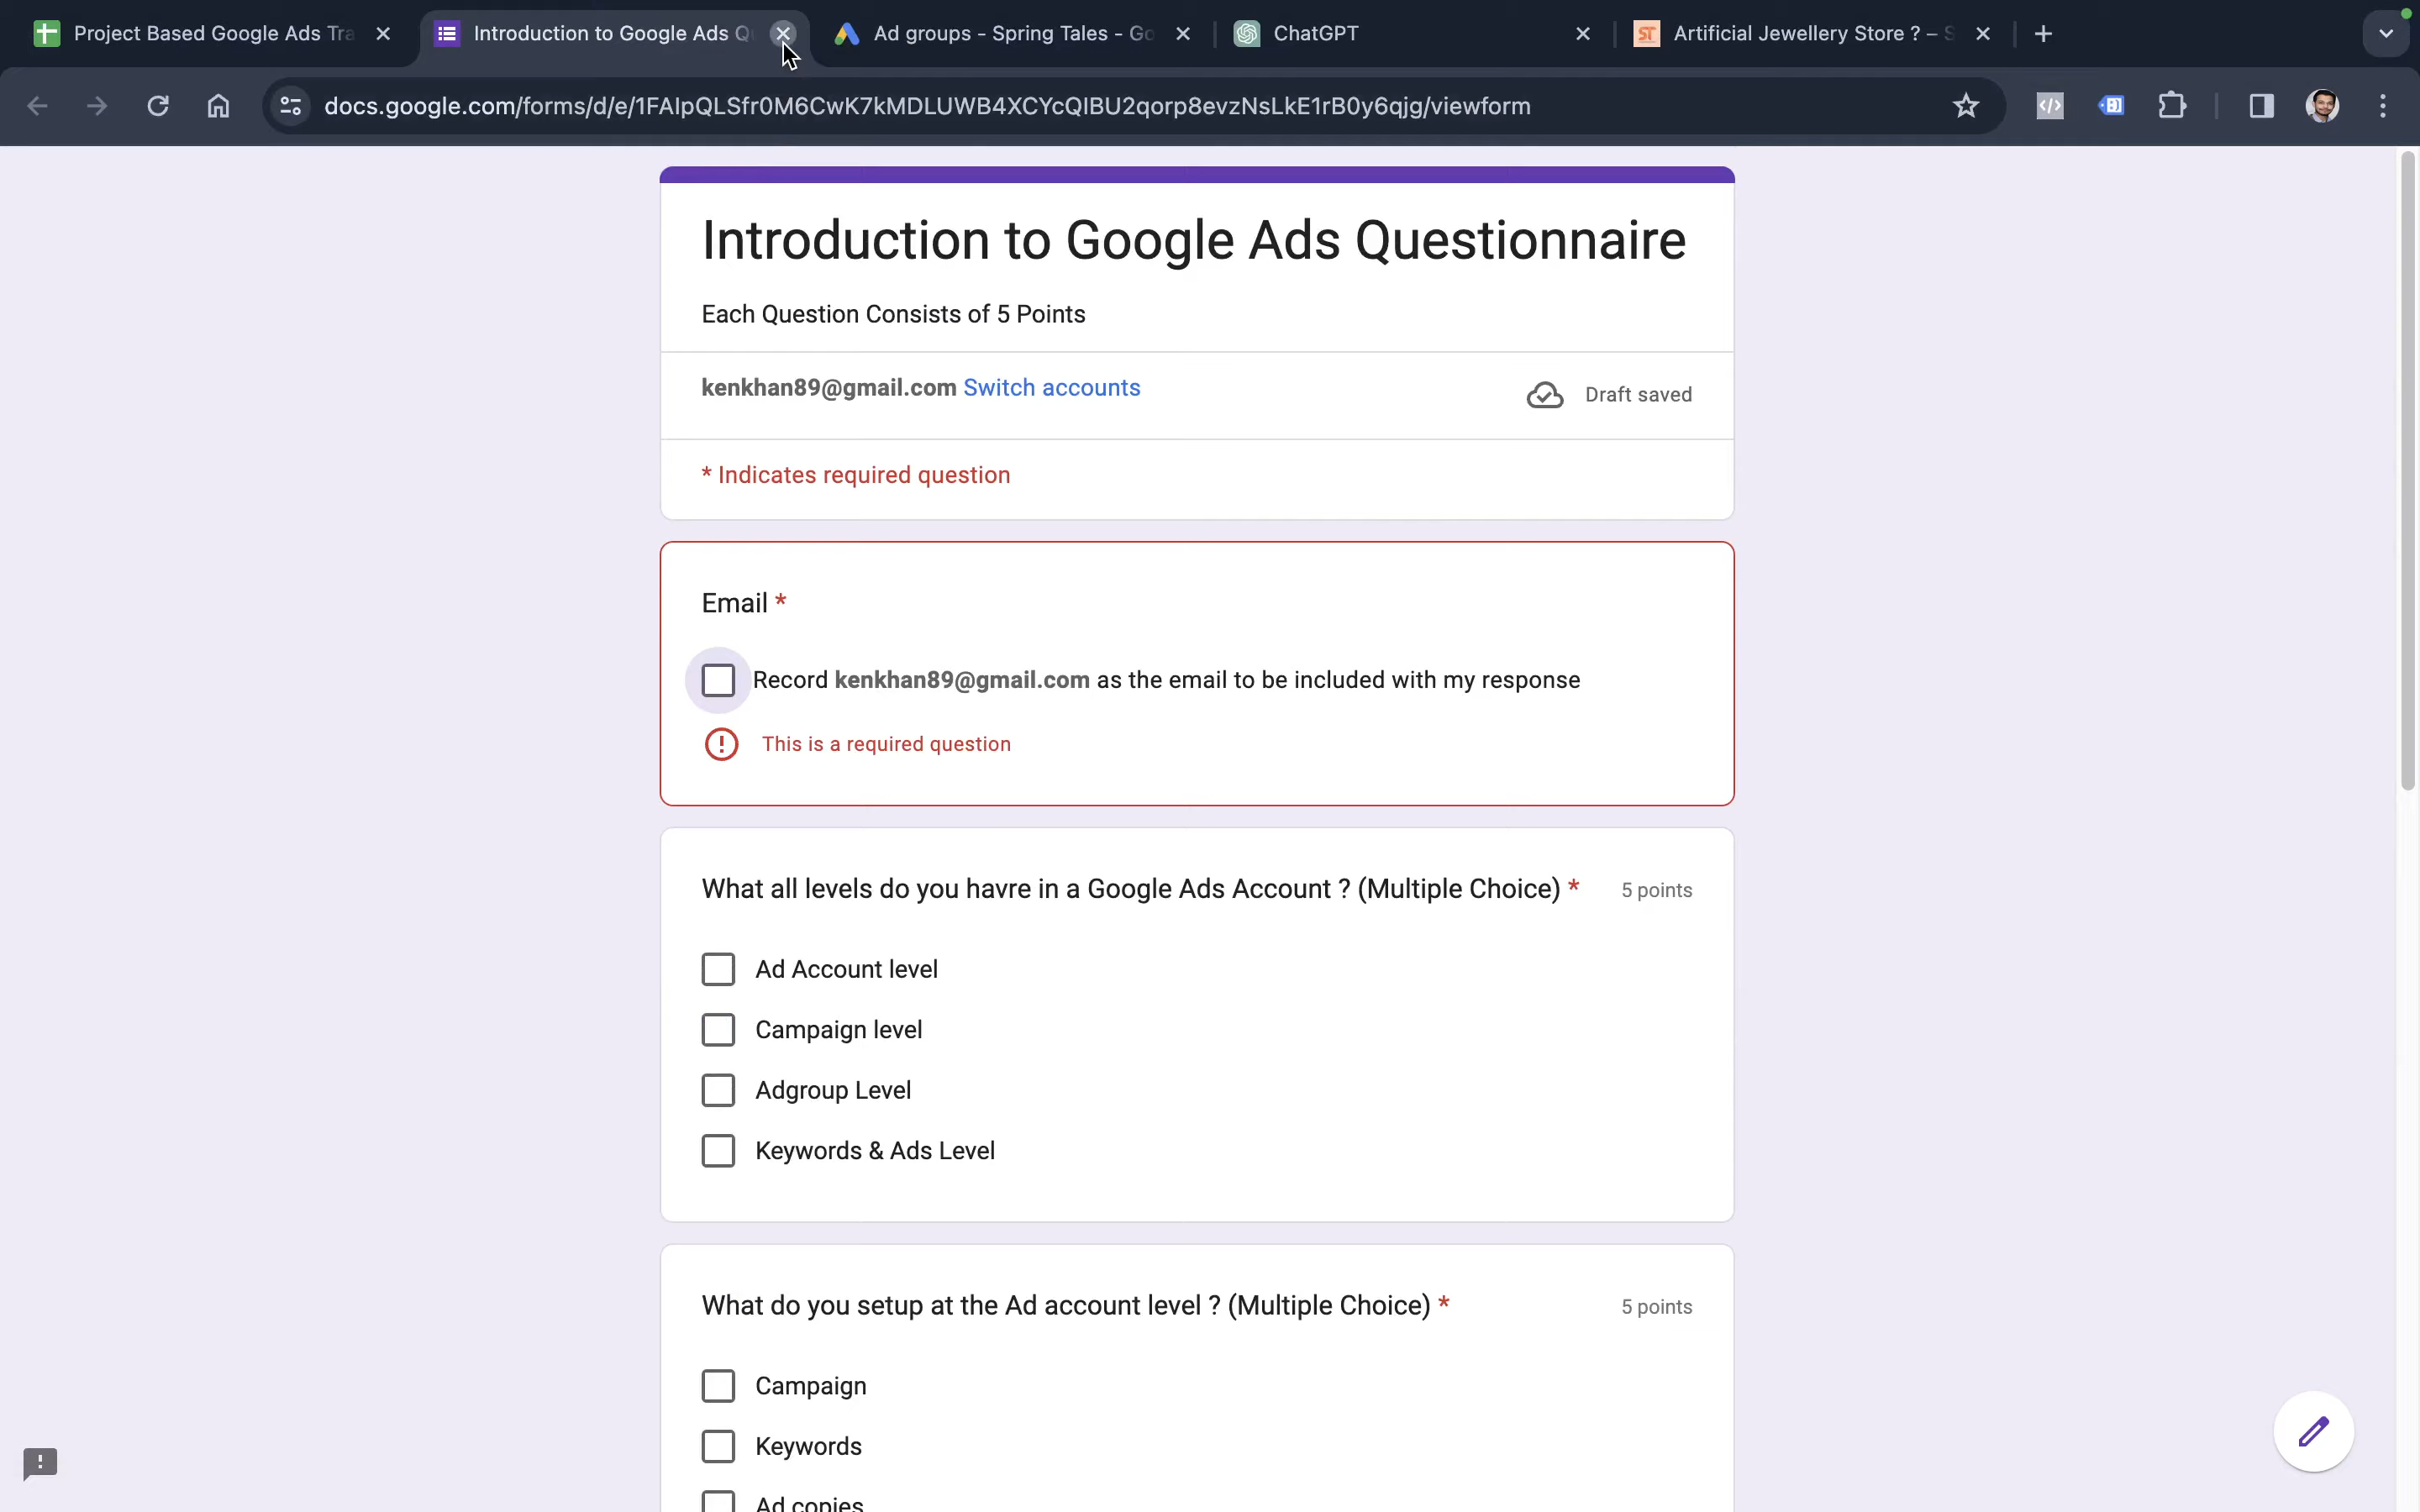 Project Based Google Ads Tra
Introduction to Google Ads Q
Ad groups - Spring Tales - Go
ChatGPT
ST
Artificial Jewellery Store ? – S
docs.google.com/forms/d/e/1FAIpQLSfr0M6CwK7kMDLUWB4XCYcQIBU2qorp8evzNsLkE1rB0y6qjg/viewform
Introduction to Google Ads Questionnaire
Each Question Consists of 5 Points
kenkhan89@gmail.com Switch accounts
Draft saved
* Indicates required question
Email *
Record kenkhan89@gmail.com as the email to be included with my response
This is a required question
What all levels do you havre in a Google Ads Account ? (Multiple Choice) *
5 points
Ad Account level
Campaign level
Adgroup Level
Keywords & Ads Level
What do you setup at the Ad account level ? (Multiple Choice) *
5 points
Campaign
Keywords
Ad copies